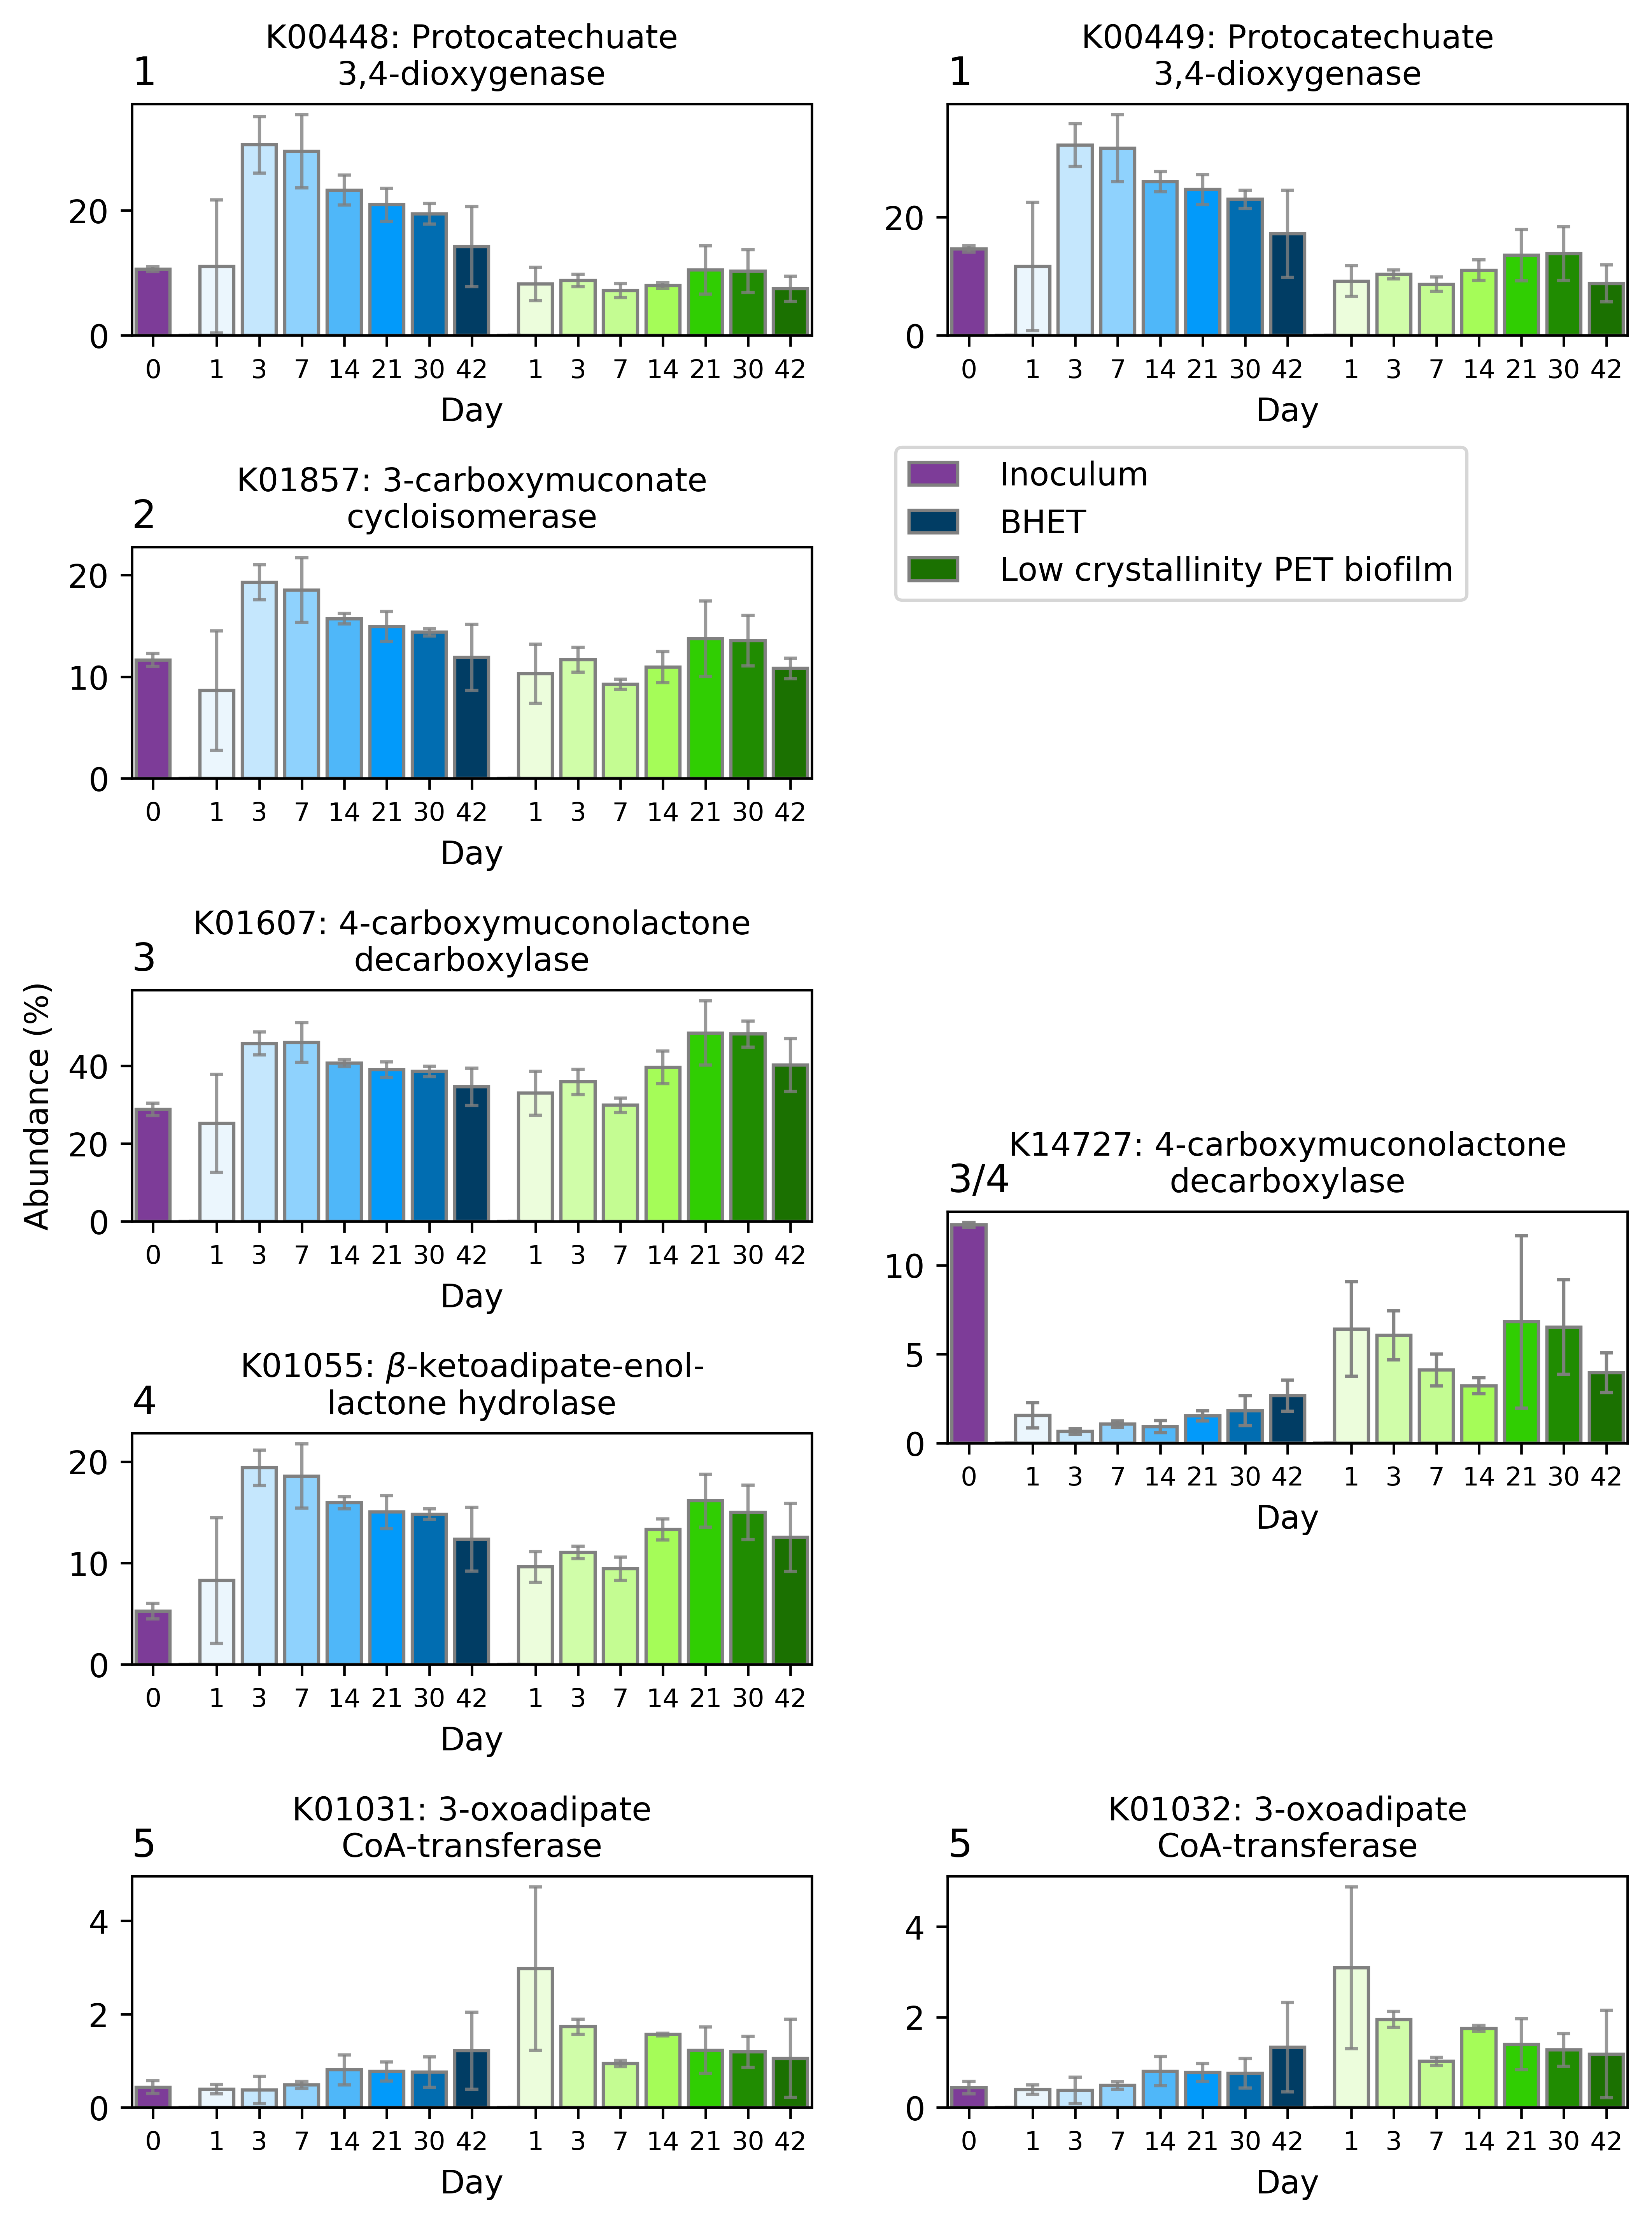 K00448: Protocatechuate
3,4-dioxygenase
1
20
0
0 1 3 7 14 21 30 42 1 3 7 14 21 30 42
Day
K00449: Protocatechuate
3,4-dioxygenase
1
20
0
0 1 3 7 14 21 30 42 1 3 7 14 21 30 42
Day
Inoculum
BHET
Low crystallinity PET biofilm
K01857: 3-carboxymuconate
cycloisomerase
2
20
10
0
0 1 3 7 14 21 30 42 1 3 7 14 21 30 42
Day
Abundance (%)
K01607: 4-carboxymuconolactone
decarboxylase
3
40
20
0
0 1 3 7 14 21 30 42 1 3 7 14 21 30 42
Day
K14727: 4-carboxymuconolactone
decarboxylase
3/4
10
5
0
0 1 3 7 14 21 30 42 1 3 7 14 21 30 42
Day
K01055: β-ketoadipate-enol-
lactone hydrolase
4
20
10
0
0 1 3 7 14 21 30 42 1 3 7 14 21 30 42
Day
K01031: 3-oxoadipate
CoA-transferase
5
4
2
0
0 1 3 7 14 21 30 42 1 3 7 14 21 30 42
Day
K01032: 3-oxoadipate
CoA-transferase
5
4
2
0
0 1 3 7 14 21 30 42 1 3 7 14 21 30 42
Day